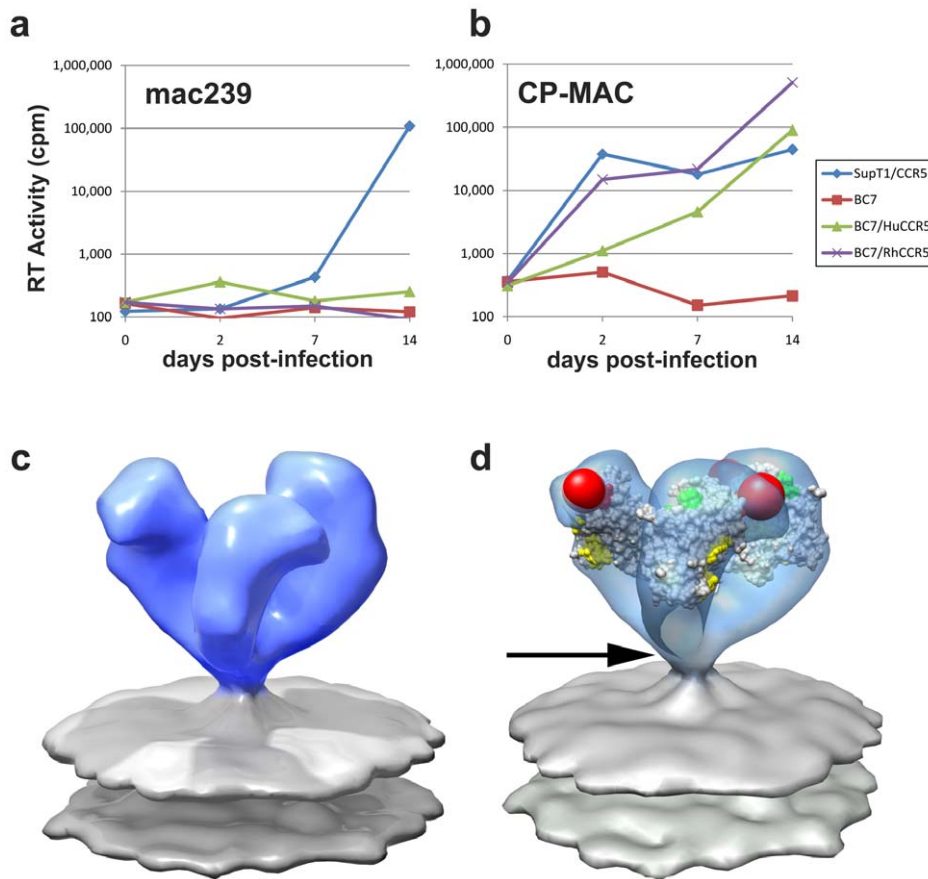 a
mac239
RT Activity (cpm)
1,000,000
100,000
10,000
1,000
100
0
2
7
14
days post-infection
b
CP-MAC
1,000,000
100,000
10,000
1,000
100
0
2
7
14
days post-infection
SupT1/CCR5
BC7
BC7/HuCCR5
BC7/RhCCR5
c
d